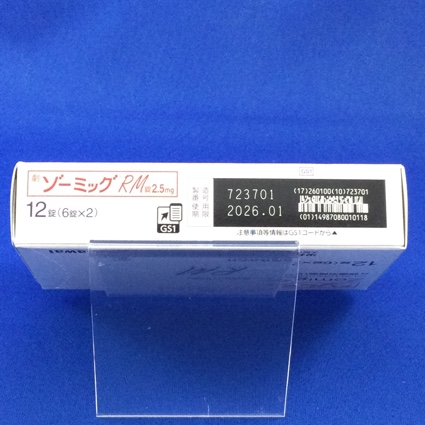 劇 ゾーミッグRM錠2.5mg
12錠(6錠×2)
GS1
製造番号 723701
使用期限 2026.01
(17)260100(10)723701
(01)14987080010118
注意事項等情報はGS1コードから▲